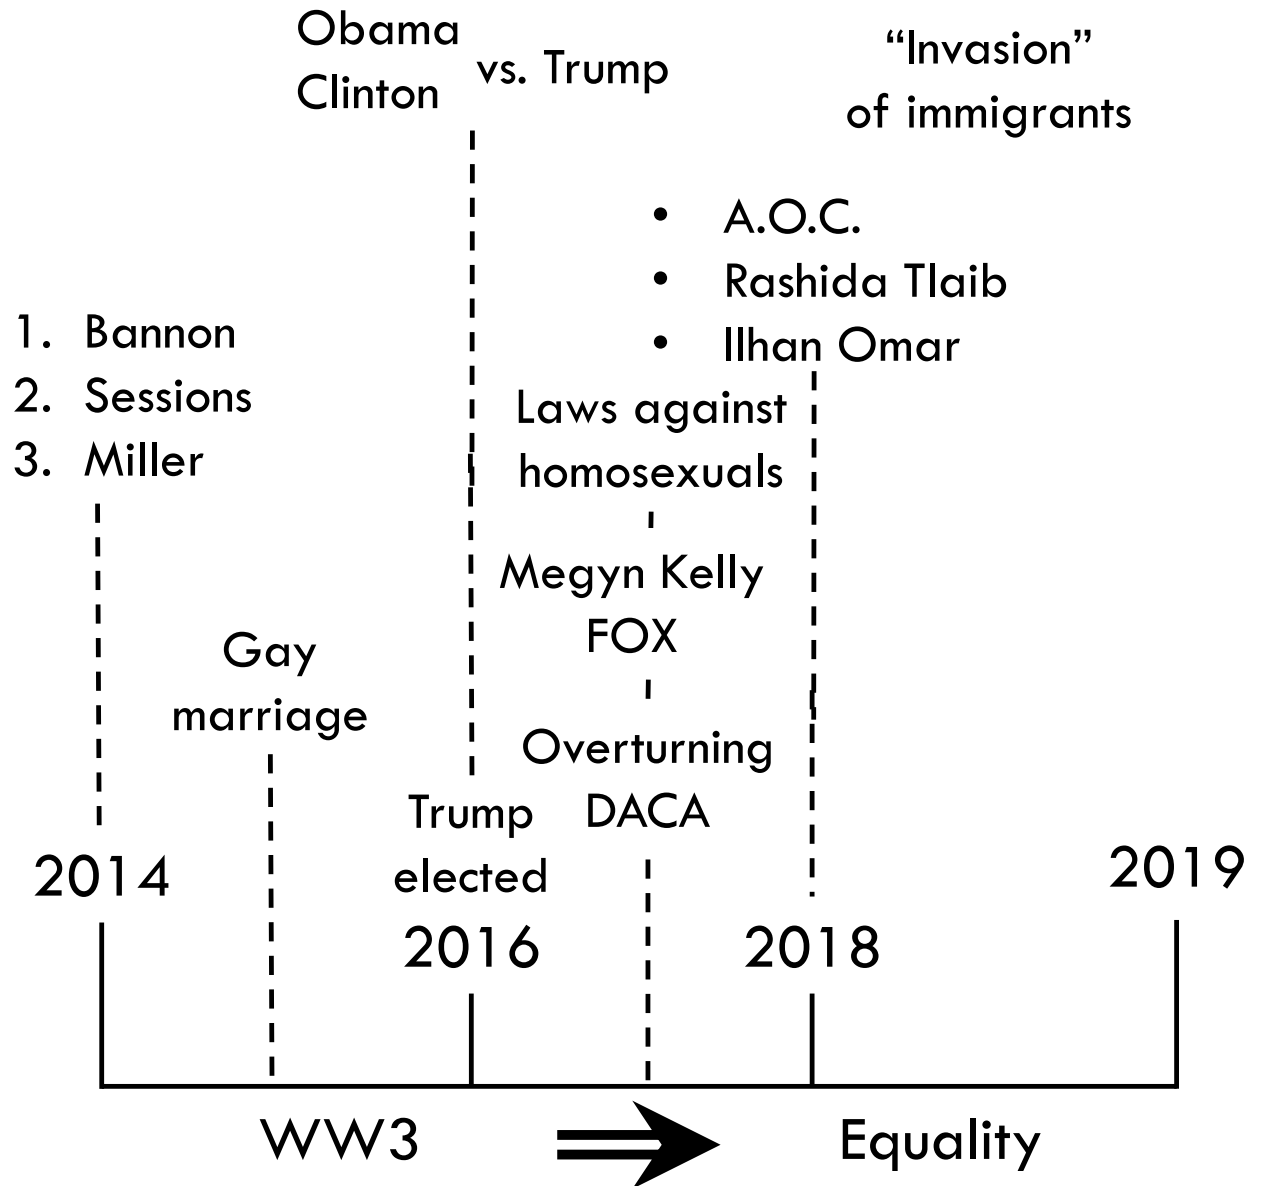 Obama
Clinton
vs. Trump
“Invasion”
of immigrants
• A.O.C.
• Rashida Tlaib
• Ilhan Omar
1. Bannon
2. Sessions
3. Miller
Laws against
homosexuals
Megyn Kelly
FOX
Gay
marriage
Overturning
DACA
Trump
elected
2014
2016
2018
2019
WW3
Equality